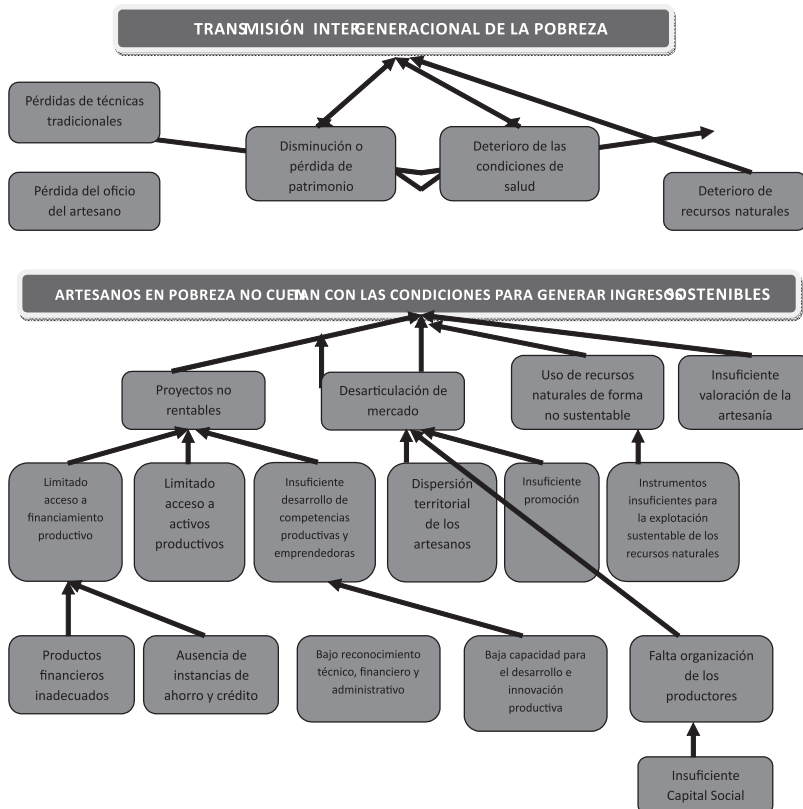 TRANSMISIÓN INTERGENERACIONAL DE LA POBREZA
Pérdidas de técnicas
tradicionales
Disminución o
pérdida de
patrimonio
Deterioro de las
condiciones de
salud
Pérdida del oficio
del artesano
Deterioro de
recursos naturales
ARTESANOS EN POBREZA NO CUENTAN CON LAS CONDICIONES PARA GENERAR INGRESOS SOSTENIBLES
Proyectos no
rentables
Desarticulación de
mercado
Uso de recursos
naturales de forma
no sustentable
Insuficiente
valoración de la
artesanía
Limitado
acceso a
financiamiento
productivo
Limitado
acceso a
activos
productivos
Insuficiente
desarrollo de
competencias
productivas y
emprendedoras
Dispersión
territorial
de los
artesanos
Insuficiente
promoción
Instrumentos
insuficientes para
la explotación
sustentable de los
recursos naturales
Productos
financieros
inadecuados
Ausencia de
instancias de
ahorro y crédito
Bajo reconocimiento
técnico, financiero y
administrativo
Baja capacidad para
el desarrollo e
innovación
productiva
Falta organización
de los
productores
Insuficiente
Capital Social